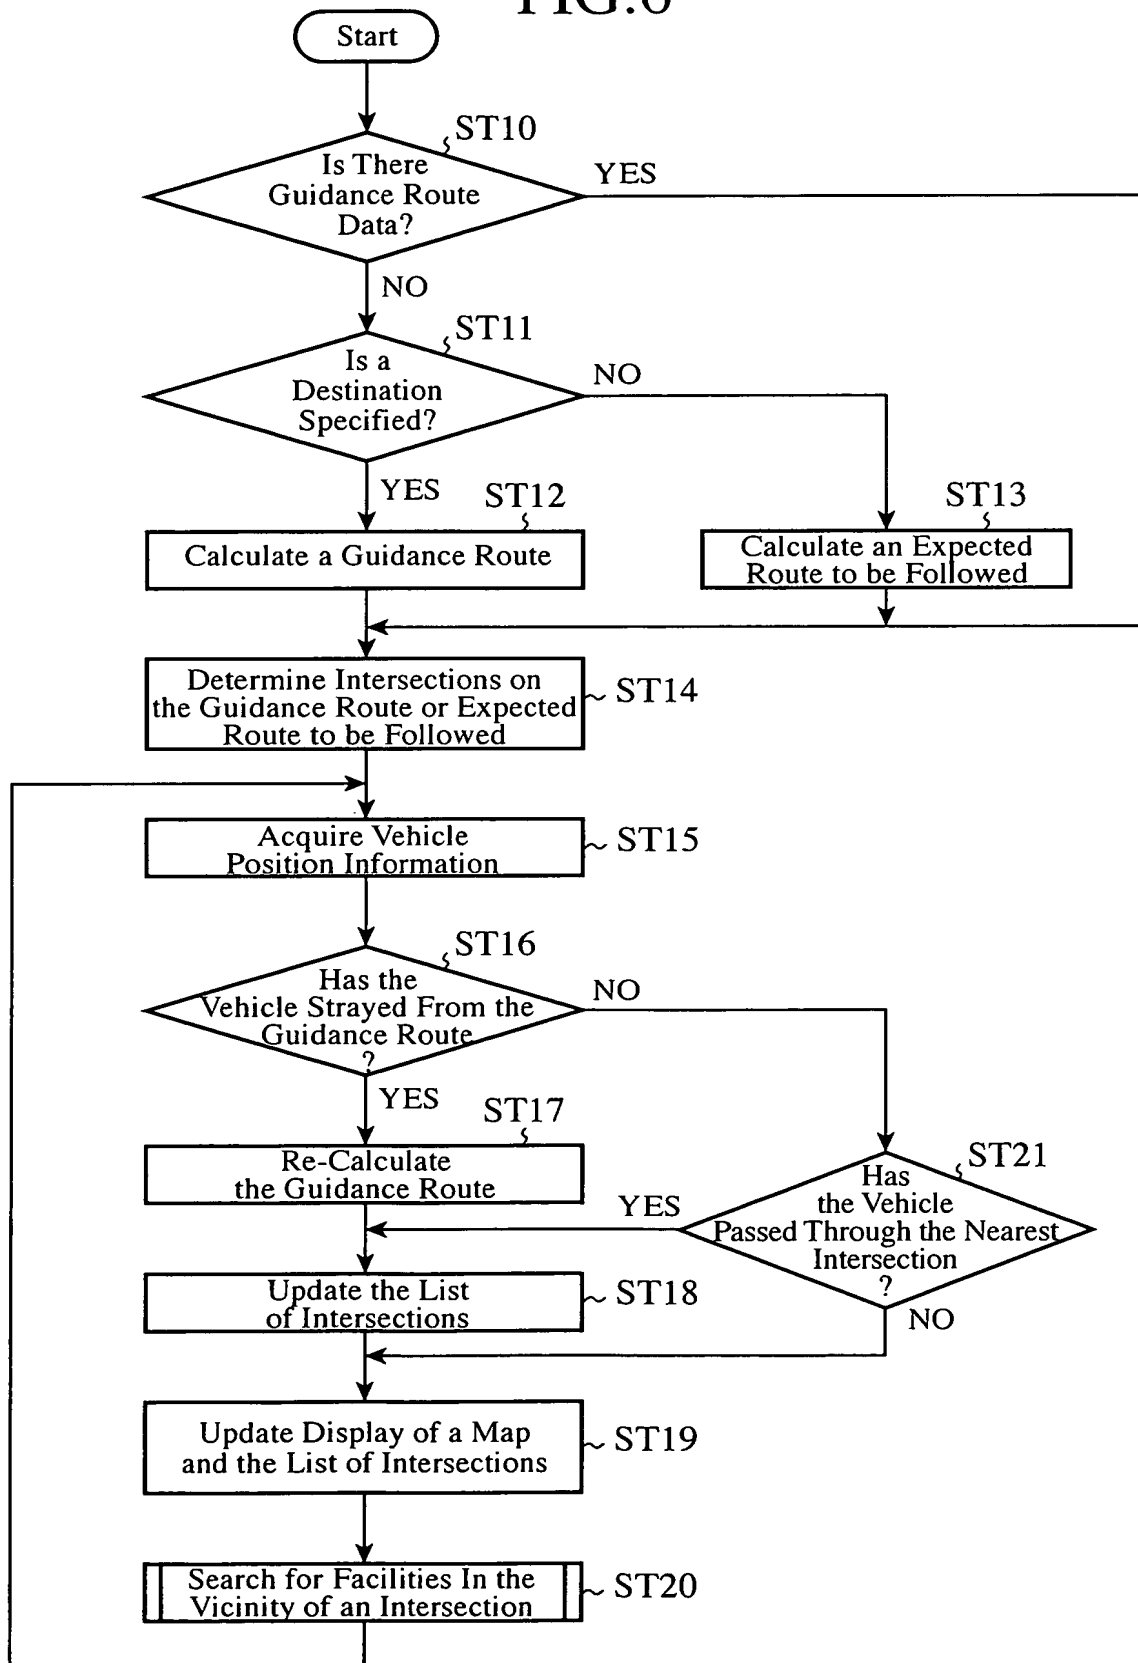 FIG.6
Start
ST10
Is There
Guidance Route
Data?
YES
NO
ST11
Is a
Destination
Specified?
NO
YES
ST12
Calculate a Guidance Route
ST13
Calculate an Expected
Route to be Followed
Determine Intersections on
the Guidance Route or Expected
Route to be Followed
ST14
Acquire Vehicle
Position Information
ST15
ST16
Has the
Vehicle Strayed From the
Guidance Route
?
NO
YES
ST17
Re-Calculate
the Guidance Route
ST21
Has
the Vehicle
Passed Through the Nearest
Intersection
?
YES
NO
Update the List
of Intersections
ST18
Update Display of a Map
and the List of Intersections
ST19
Search for Facilities In the
Vicinity of an Intersection
ST20